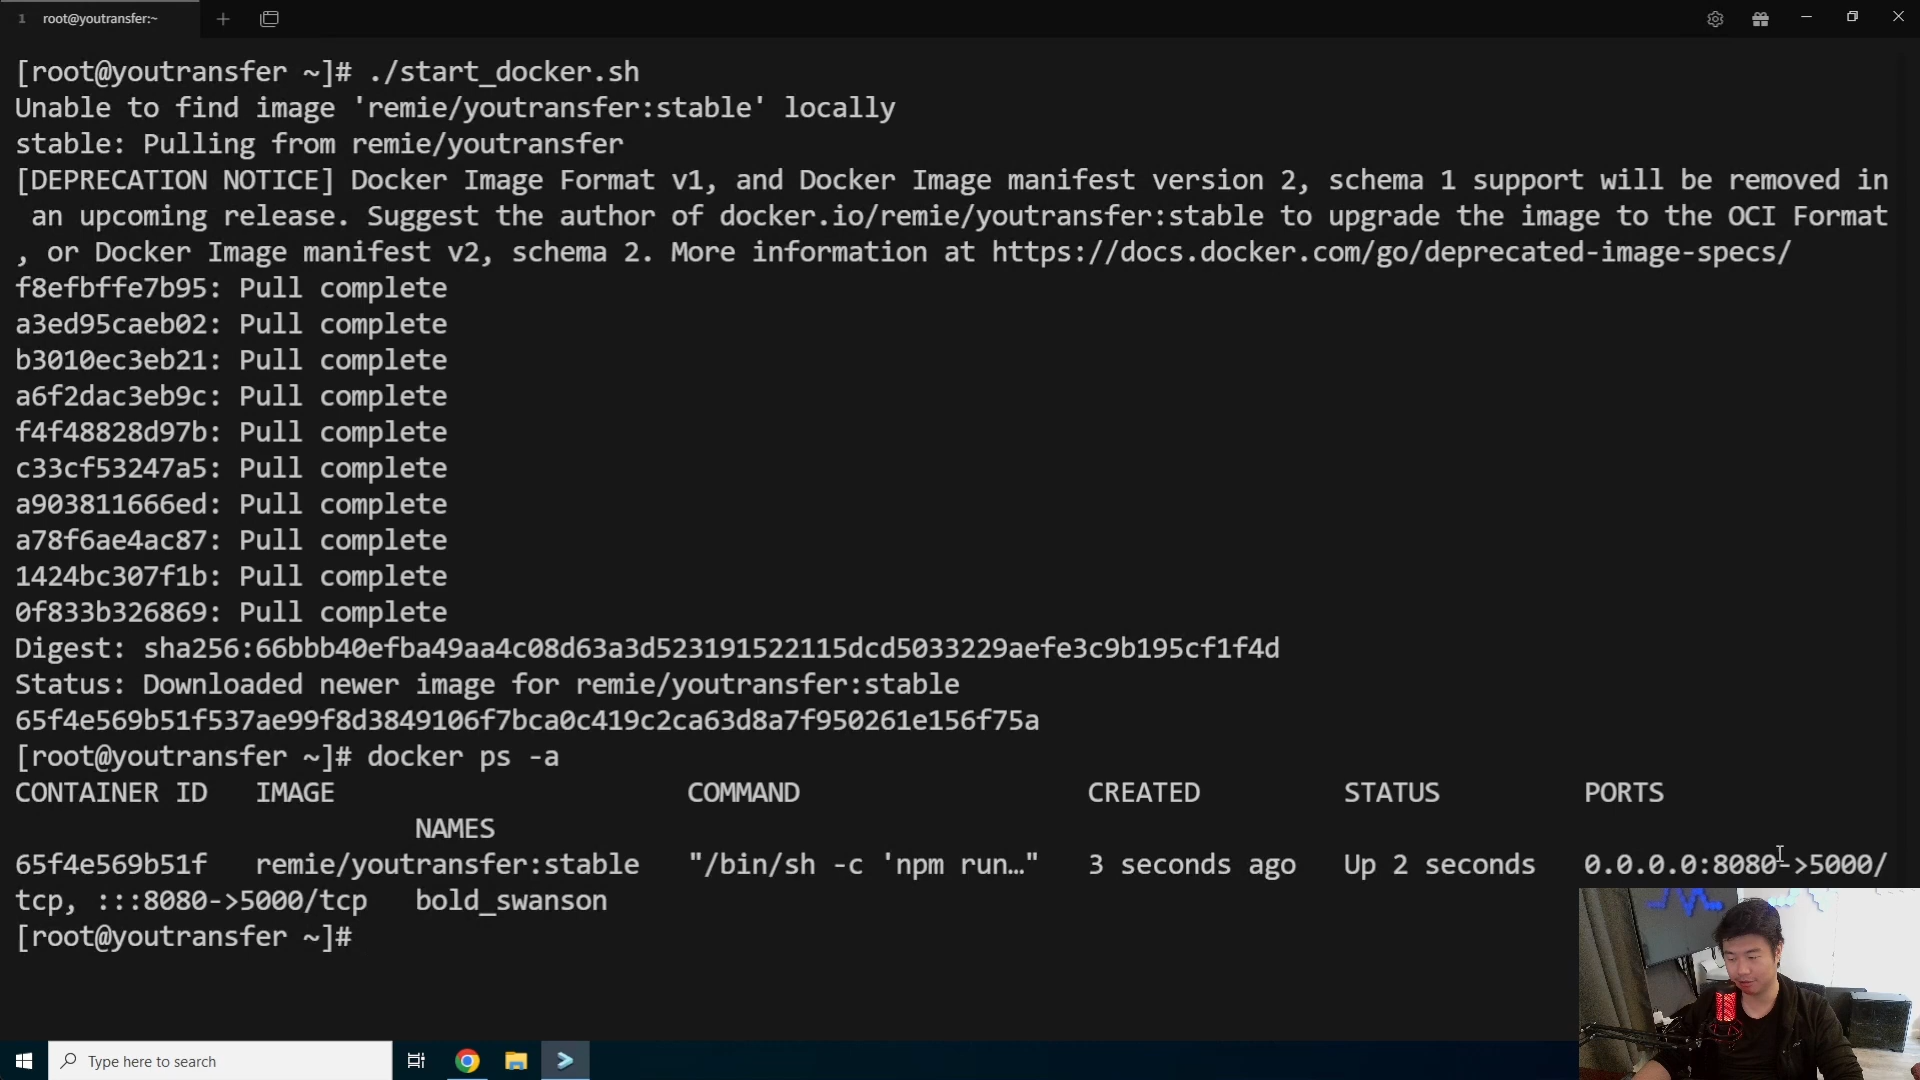 1 root@youtransfer:~
[root@youtransfer ~]# ./start_docker.sh
Unable to find image 'remie/youtransfer:stable' locally
stable: Pulling from remie/youtransfer
[DEPRECATION NOTICE] Docker Image Format v1, and Docker Image manifest version 2, schema 1 support will be removed in
an upcoming release. Suggest the author of docker.io/remie/youtransfer:stable to upgrade the image to the OCI Format
, or Docker Image manifest v2, schema 2. More information at https://docs.docker.com/go/deprecated-image-specs/
f8efbffe7b95: Pull complete
a3ed95caeb02: Pull complete
b3010ec3eb21: Pull complete
a6f2dac3eb9c: Pull complete
f4f48828d97b: Pull complete
c33cf53247a5: Pull complete
a903811666ed: Pull complete
a78f6ae4ac87: Pull complete
1424bc307f1b: Pull complete
0f833b326869: Pull complete
Digest: sha256:66bbb40efba49aa4c08d63a3d523191522115dcd5033229aefe3c9b195cf1f4d
Status: Downloaded newer image for remie/youtransfer:stable
65f4e569b51f537ae99f8d3849106f7bca0c419c2ca63d8a7f950261e156f75a
[root@youtransfer ~]# docker ps -a
CONTAINER ID IMAGE COMMAND CREATED STATUS PORTS
NAMES
65f4e569b51f remie/youtransfer:stable "/bin/sh -c 'npm run…" 3 seconds ago Up 2 seconds 0.0.0.0:8080->5000/
tcp, :::8080->5000/tcp bold_swanson
[root@youtransfer ~]#
Type here to search